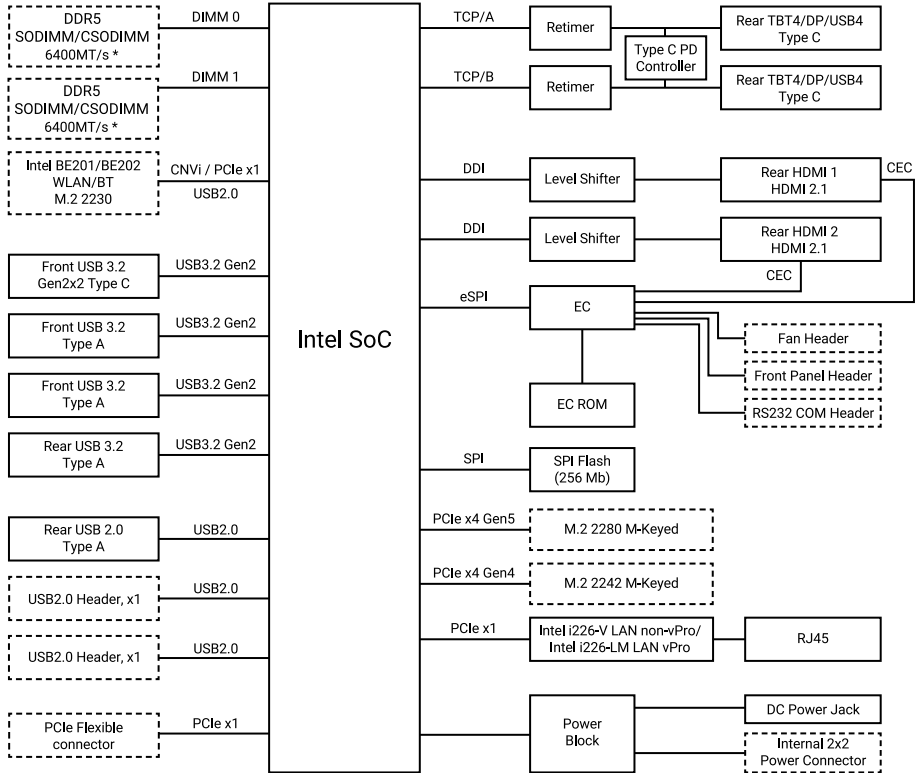 DDR5
SODIMM/CSODIMM
6400MT/s *
DIMM 0
DDR5
SODIMM/CSODIMM
6400MT/s *
DIMM 1
Intel BE201/BE202
WLAN/BT
M.2 2230
CNVi / PCIe x1
USB2.0
Front USB 3.2
Gen2x2 Type C
USB3.2 Gen2
Front USB 3.2
Type A
USB3.2 Gen2
Front USB 3.2
Type A
USB3.2 Gen2
Rear USB 3.2
Type A
USB3.2 Gen2
Rear USB 2.0
Type A
USB2.0
USB2.0 Header, x1
USB2.0
USB2.0 Header, x1
USB2.0
PCIe Flexible
connector
PCIe x1
Intel SoC
TCP/A
Retimer
Type C PD
Controller
Rear TBT4/DP/USB4
Type C
TCP/B
Retimer
Rear TBT4/DP/USB4
Type C
DDI
Level Shifter
Rear HDMI 1
HDMI 2.1
CEC
DDI
Level Shifter
Rear HDMI 2
HDMI 2.1
CEC
eSPI
EC
Fan Header
Front Panel Header
RS232 COM Header
EC ROM
SPI
SPI Flash
(256 Mb)
PCIe x4 Gen5
M.2 2280 M-Keyed
PCIe x4 Gen4
M.2 2242 M-Keyed
PCIe x1
Intel i226-V LAN non-vPro/
Intel i226-LM LAN vPro
RJ45
Power
Block
DC Power Jack
Internal 2x2
Power Connector